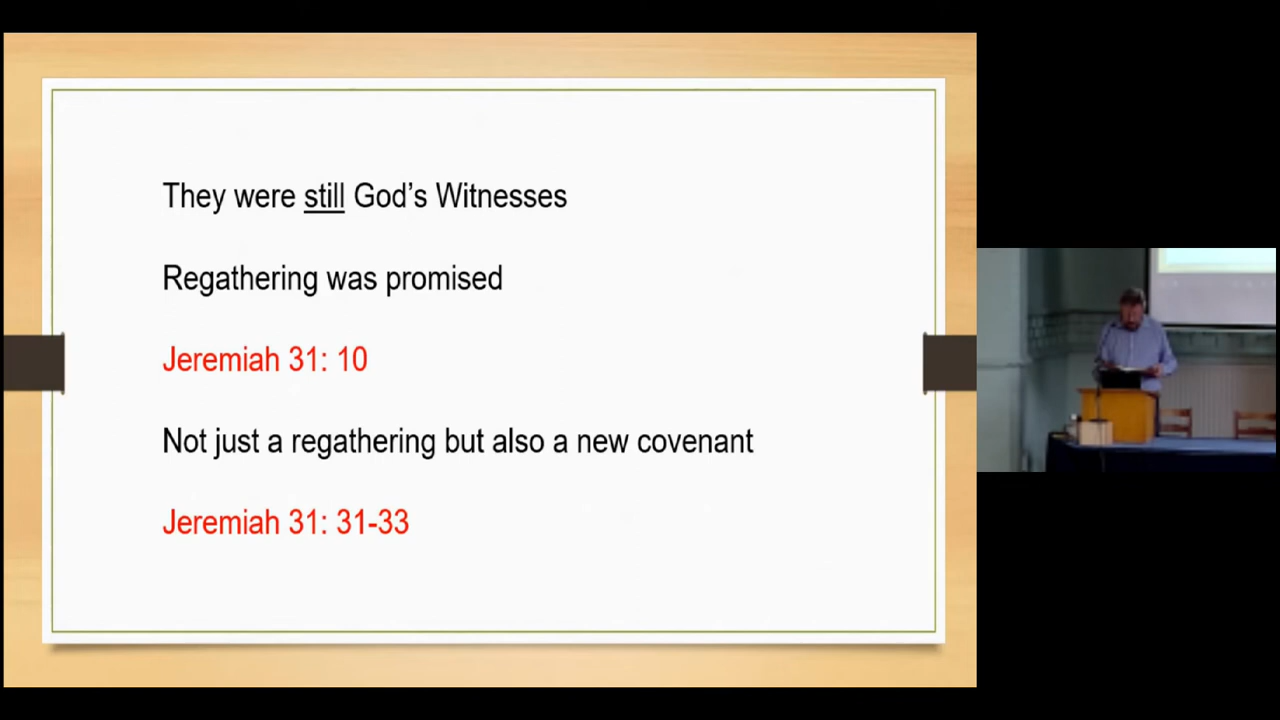 They were still God’s Witnesses
Regathering was promised
Jeremiah 31: 10
Not just a regathering but also a new covenant
Jeremiah 31: 31-33